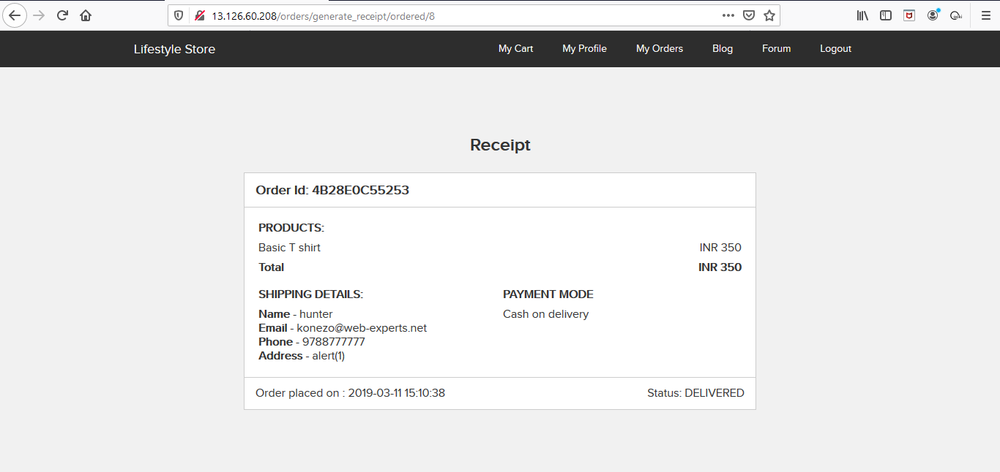 13.126.60.208/orders/generate_receipt/ordered/8
Lifestyle Store My Cart My Profile My Orders Blog Forum Logout
Receipt
Order Id: 4B28E0C55253
PRODUCTS:
Basic T shirt INR 350
Total INR 350
SHIPPING DETAILS: PAYMENT MODE
Name - hunter Cash on delivery
Email - konezo@web-experts.net
Phone - 9788777777
Address - alert(1)
Order placed on : 2019-03-11 15:10:38 Status: DELIVERED